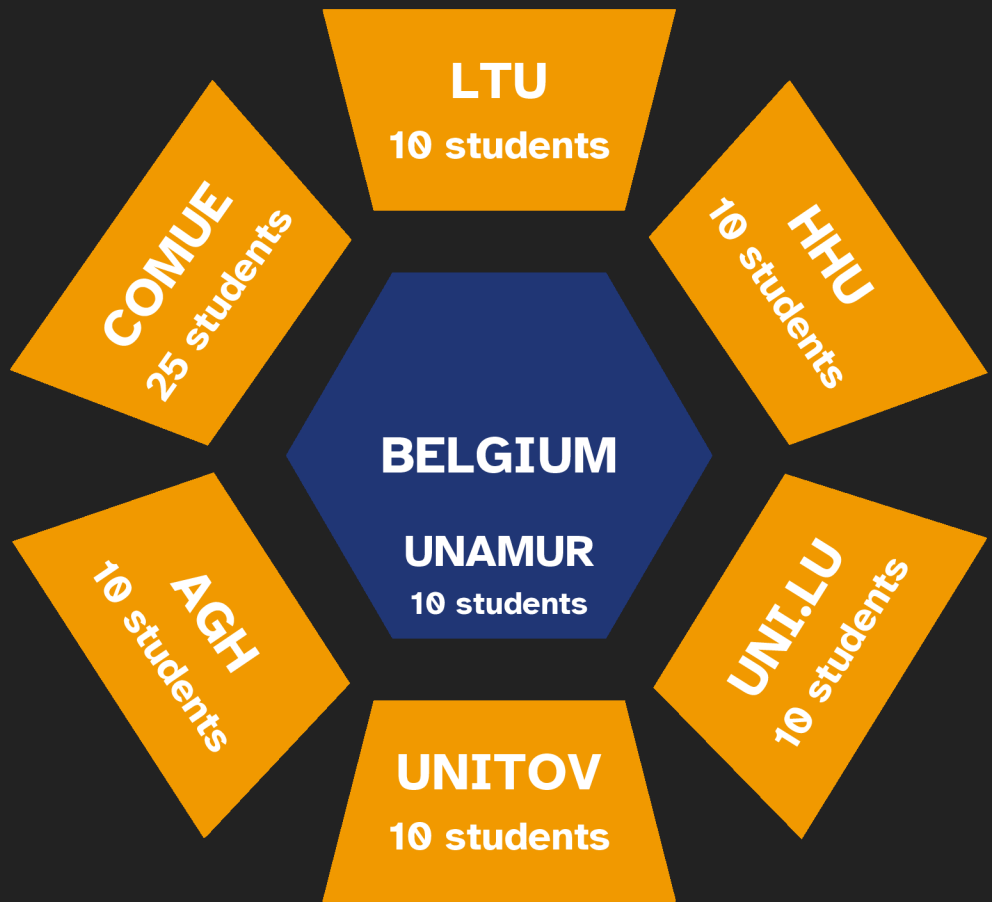 LTU
10 students
COMUE
25 students
HHU
10 students
BELGIUM
UNAMUR
10 students
AGH
10 students
UNI.LU
10 students
UNITOV
10 students